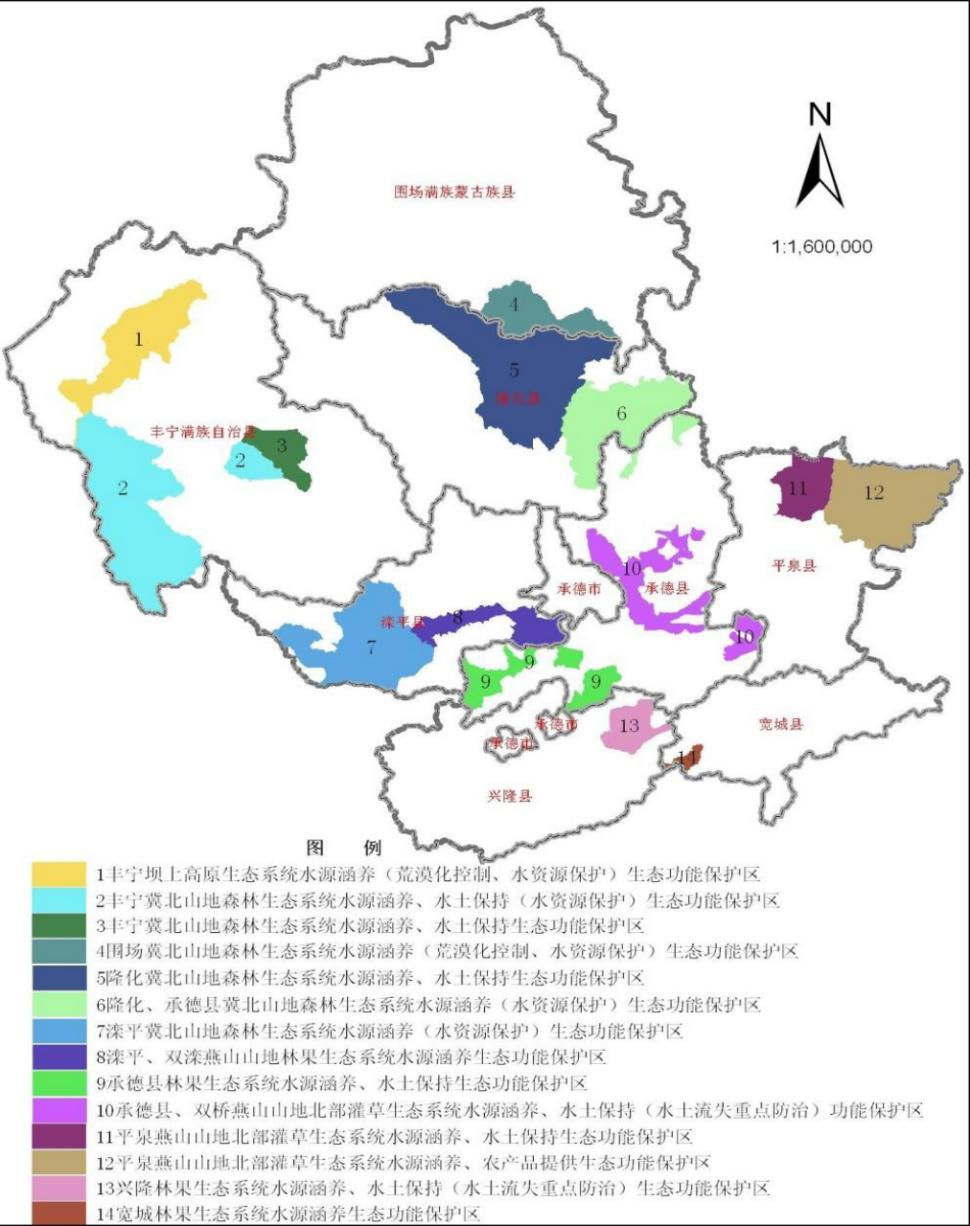 N
1:1,600,000
围场满族蒙古族县
4
1
5
隆化县
6
丰宁满族自治县
3
2
2
11
12
平泉县
10
承德市
承德县
8
滦平县
7
10
9
9
9
13
承德市
承德市
宽城县
14
兴隆县
图 例
1丰宁坝上高原生态系统水源涵养（荒漠化控制、水资源保护）生态功能保护区
2丰宁冀北山地森林生态系统水源涵养、水土保持（水资源保护）生态功能保护区
3丰宁冀北山地森林生态系统水源涵养、水土保持生态功能保护区
4围场冀北山地森林生态系统水源涵养（荒漠化控制、水资源保护）生态功能保护区
5隆化冀北山地森林生态系统水源涵养、水土保持生态功能保护区
6隆化、承德县冀北山地森林生态系统水源涵养（水资源保护）生态功能保护区
7滦平冀北山地森林生态系统水源涵养（水资源保护）生态功能保护区
8滦平、双滦燕山山地林果生态系统水源涵养生态功能保护区
9承德县林果生态系统水源涵养、水土保持生态功能保护区
10承德县、双桥燕山山地北部灌草生态系统水源涵养、水土保持（水土流失重点防治）功能保护区
11平泉燕山山地北部灌草生态系统水源涵养、水土保持生态功能保护区
12平泉燕山山地北部灌草生态系统水源涵养、农产品提供生态功能保护区
13兴隆林果生态系统水源涵养、水土保持（水土流失重点防治）生态功能保护区
14宽城林果生态系统水源涵养生态功能保护区